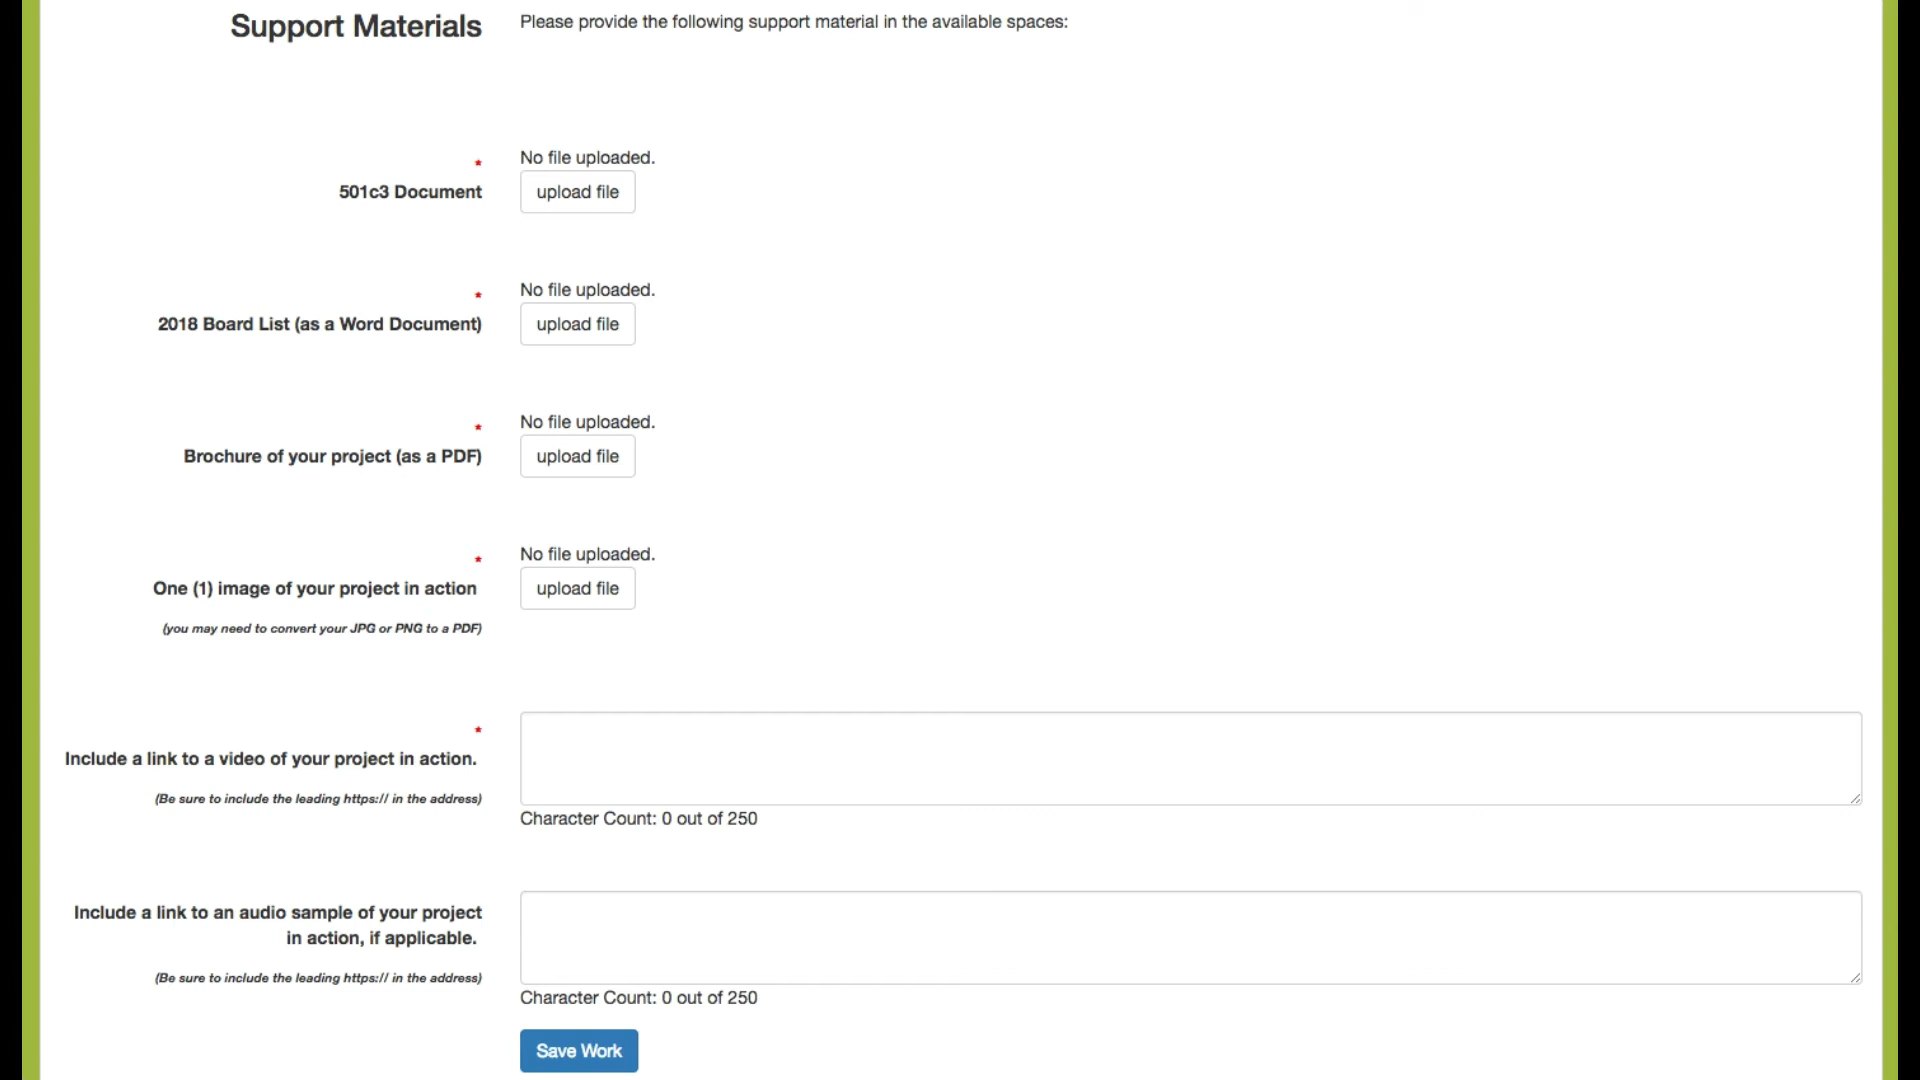 Support Materials
Please provide the following support material in the available spaces:
*
501c3 Document
No file uploaded.
upload file
*
2018 Board List (as a Word Document)
No file uploaded.
upload file
*
Brochure of your project (as a PDF)
No file uploaded.
upload file
*
One (1) image of your project in action
(you may need to convert your JPG or PNG to a PDF)
No file uploaded.
upload file
*
Include a link to a video of your project in action.
(Be sure to include the leading https:// in the address)
Character Count: 0 out of 250
Include a link to an audio sample of your project
in action, if applicable.
(Be sure to include the leading https:// in the address)
Character Count: 0 out of 250
Save Work